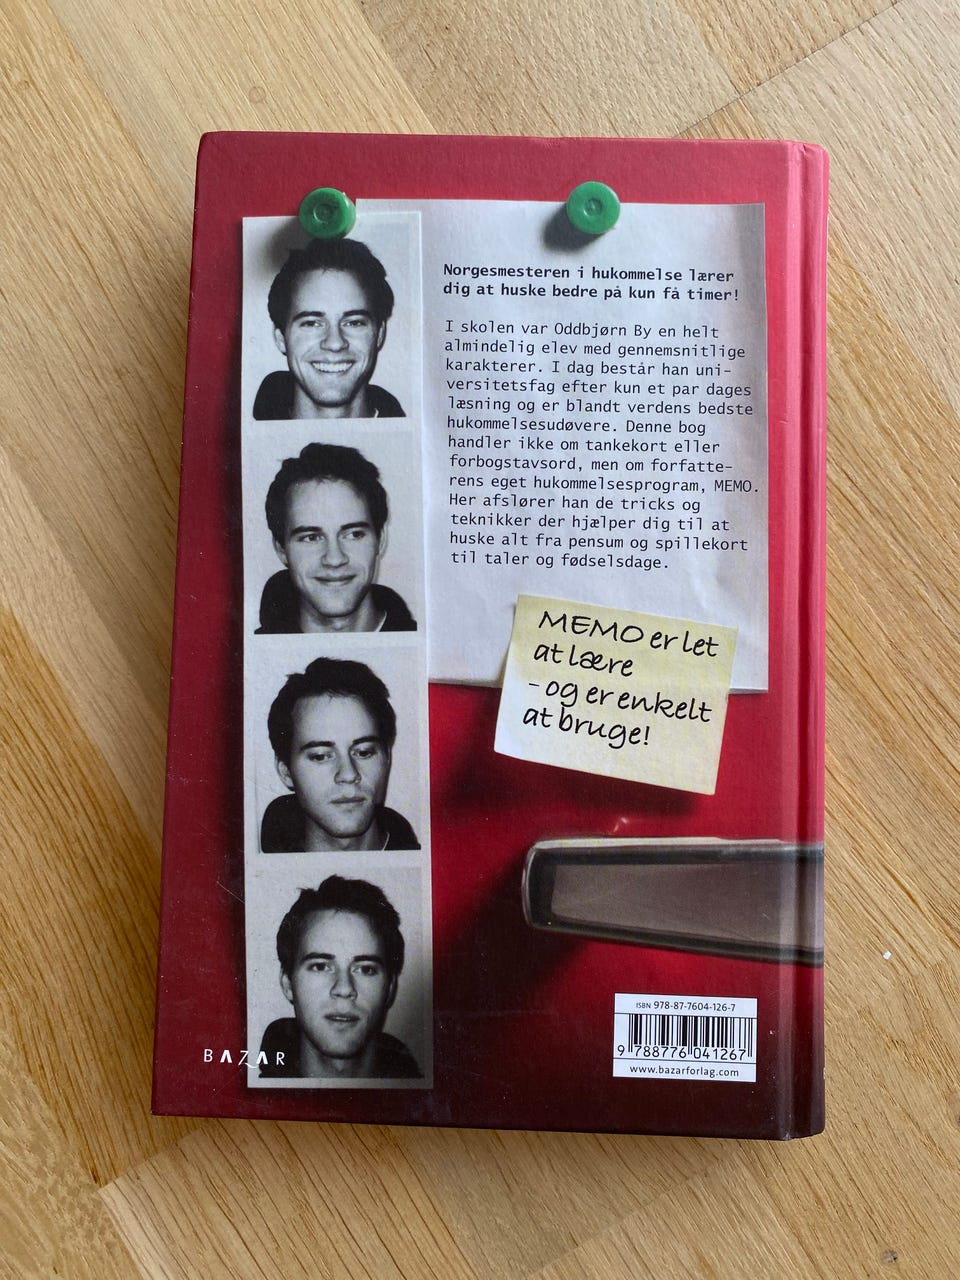 Norgesmesteren i hukommelse lærer
dig at huske bedre på kun få timer!
I skolen var Oddbjørn By en helt
almindelig elev med gennemsnitlige
karakterer. I dag består han uni-
versitetsfag efter kun et par dages
læsning og er blandt verdens bedste
hukommelsesudøvere. Denne bog
handler ikke om tankekort eller
forbogstavsord, men om forfatte-
rens eget hukommelsesprogram, MEMO.
Her afslører han de tricks og
teknikker der hjælper dig til at
huske alt fra pensum og spillekort
til taler og fødselsdage.
MEMO er let
at lære
- og er enkelt
at bruge!
BAZAR
ISBN 978-87-7604-126-7
9 788776 041267
www.bazarforlag.com